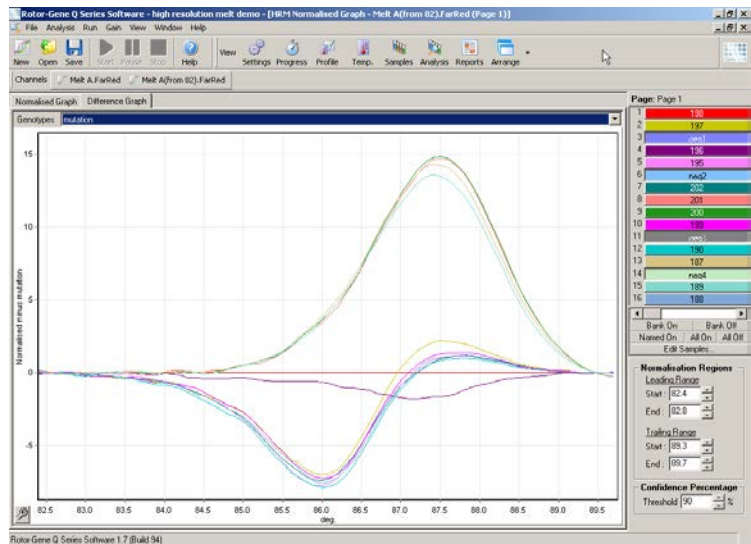 Rotor-Gene Q Series Software - high resolution melt demo - [HRM Normalised Graph - Melt A(from 82).FarRed (Page 1)]
File Analysis Run Gain View Window Help
New Open Save Start Pause Stop Help View Settings Progress Profile Temp. Samples Analysis Reports Arrange
Channels Melt A.FarRed Melt A(from 82).FarRed
Normalised Graph Difference Graph
Genotypes mutation
Page: Page 1
1 198
2 197
3 neg1
4 196
5 195
6 neg2
7 202
8 201
9 200
10 199
11
12 190
13 187
14 neg4
15 189
16 188
Bank On Bank Off
Named On All On All Off
Edit Samples...
Normalisation Regions
Leading Range
Start : 82.4
End : 82.8
Trailing Range
Start : 89.3
End : 89.7
Confidence Percentage
Threshold 90 %
15
10
5
0
-5
Normalised minus mutation
82.5 83.0 83.5 84.0 84.5 85.0 85.5 86.0 86.5 87.0 87.5 88.0 88.5 89.0 89.5
deg.
Rotor-Gene Q Series Software 1.7 (Build 94)